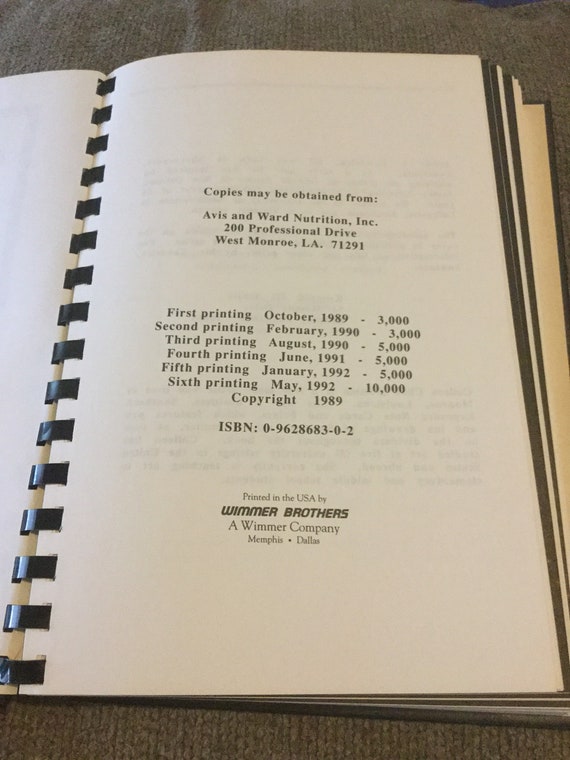 Copies may be obtained from:
Avis and Ward Nutrition, Inc.
200 Professional Drive
West Monroe, LA. 71291
First printing October, 1989 - 3,000
Second printing February, 1990 - 3,000
Third printing August, 1990 - 5,000
Fourth printing June, 1991 - 5,000
Fifth printing January, 1992 - 5,000
Sixth printing May, 1992 - 10,000
Copyright 1989
ISBN: 0-9628683-0-2
Printed in the USA by
WIMMER BROTHERS
A Wimmer Company
Memphis • Dallas